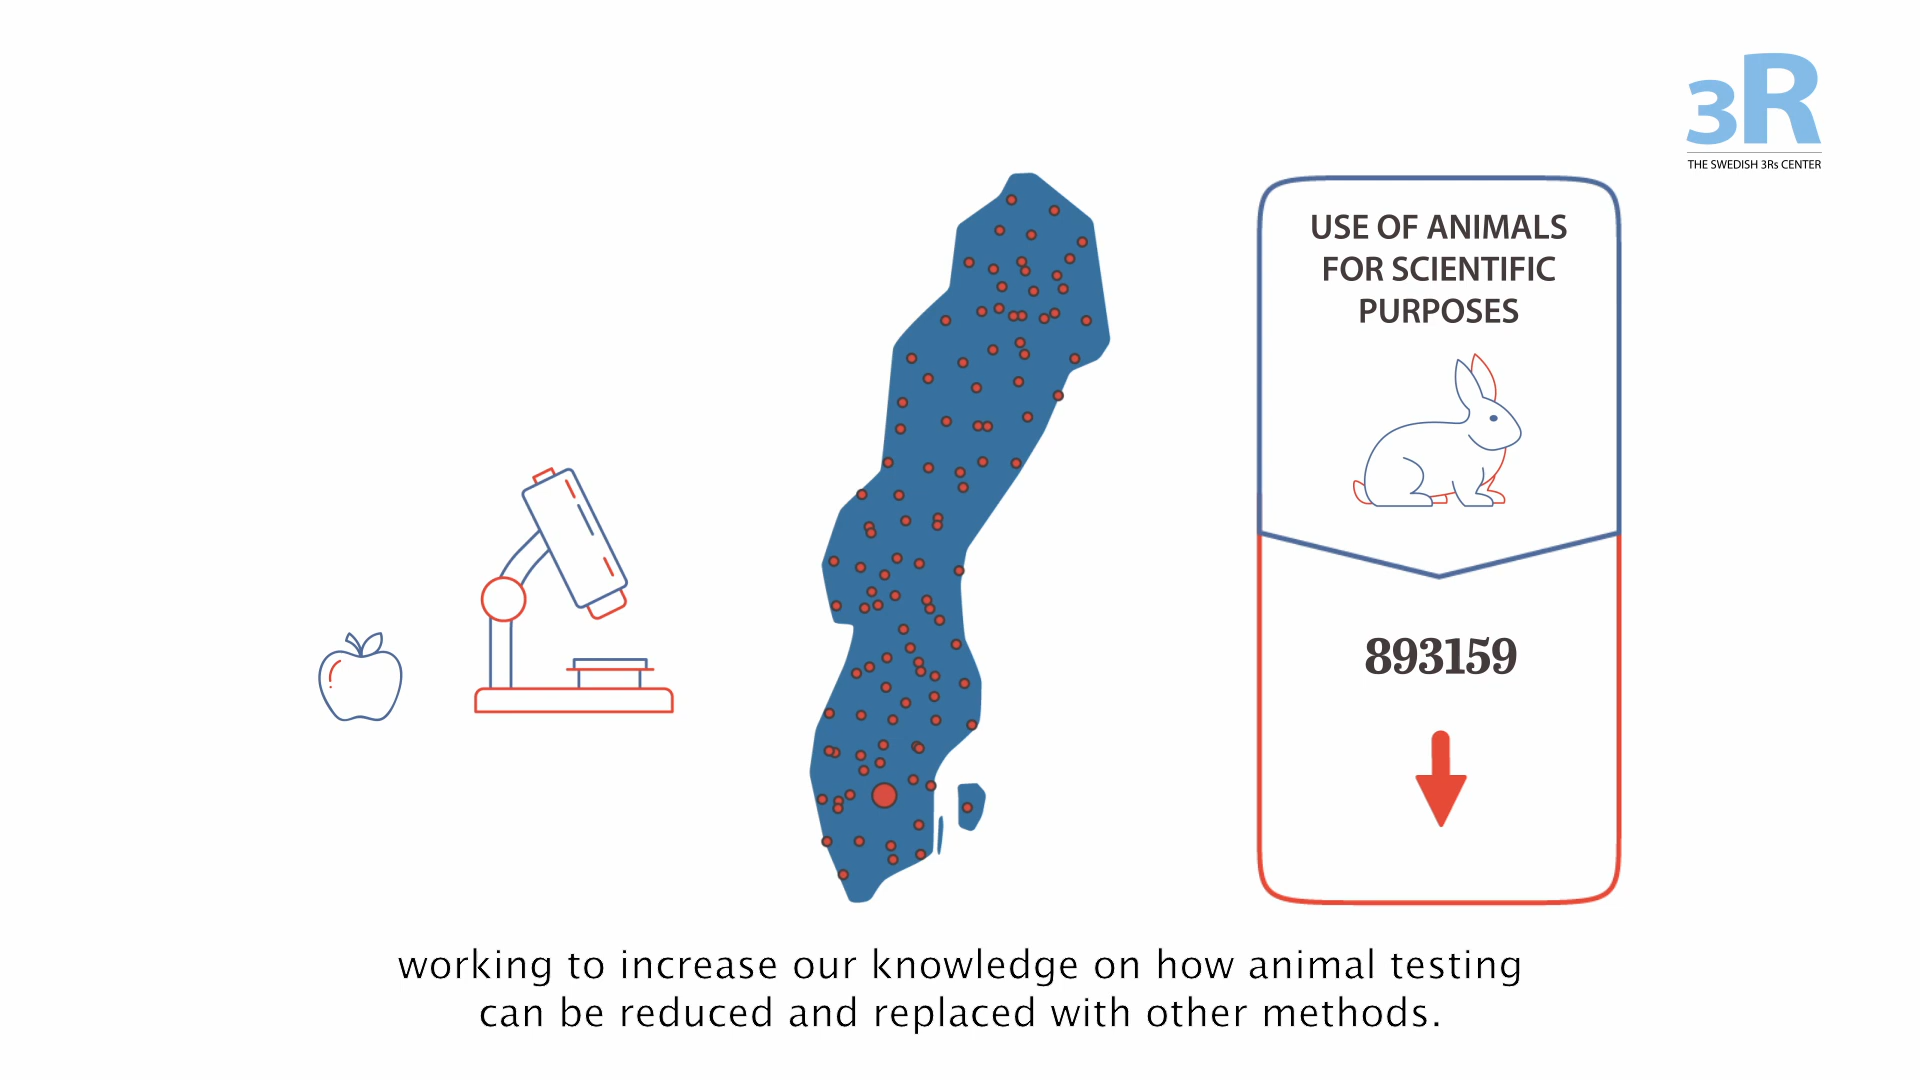 3R
THE SWEDISH 3Rs CENTER
USE OF ANIMALS
FOR SCIENTIFIC
PURPOSES
893159
working to increase our knowledge on how animal testing
can be reduced and replaced with other methods.